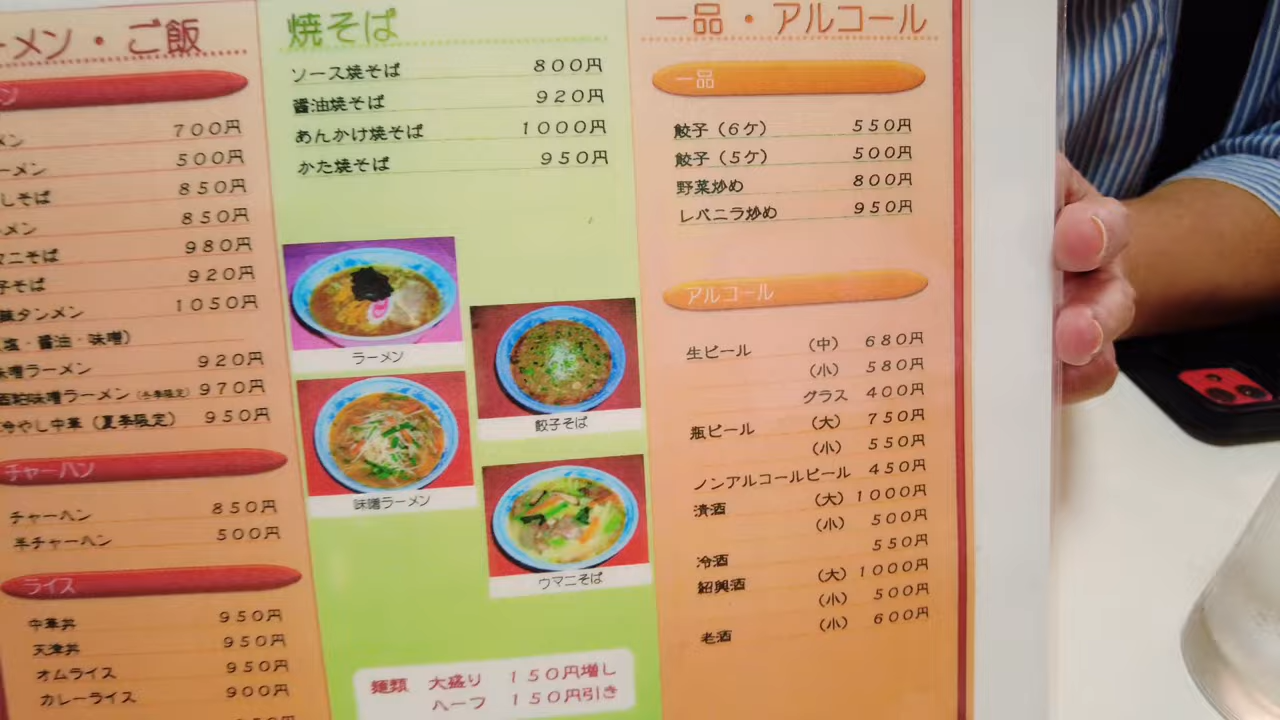 ーメン・ご飯
メン 700円
ーメン 500円
しそば 850円
メン 850円
マニそば 980円
子そば 920円
タンメン 1050円
塩・醤油・味噌)
味噌ラーメン 920円
酒粕味噌ラーメン(冬季限定) 970円
冷やし中華(夏季限定) 950円
チャーハン
チャーハン 850円
半チャーハン 500円
ライス
中華丼 950円
天津丼 950円
オムライス 950円
カレーライス 900円
焼そば
ソース焼そば 800円
醤油焼そば 920円
あんかけ焼そば 1000円
かた焼そば 950円
ラーメン
餃子そば
味噌ラーメン
ウマニそば
麺類 大盛り 150円増し
ハーフ 150円引き
一品・アルコール
一品
餃子(6ケ) 550円
餃子(5ケ) 500円
野菜炒め 800円
レバニラ炒め 950円
アルコール
生ビール (中) 680円
(小) 580円
グラス 400円
瓶ビール (大) 750円
(小) 550円
ノンアルコールビール 450円
清酒 (大) 1000円
(小) 500円
冷酒 550円
紹興酒 (大) 1000円
(小) 500円
老酒 (小) 600円